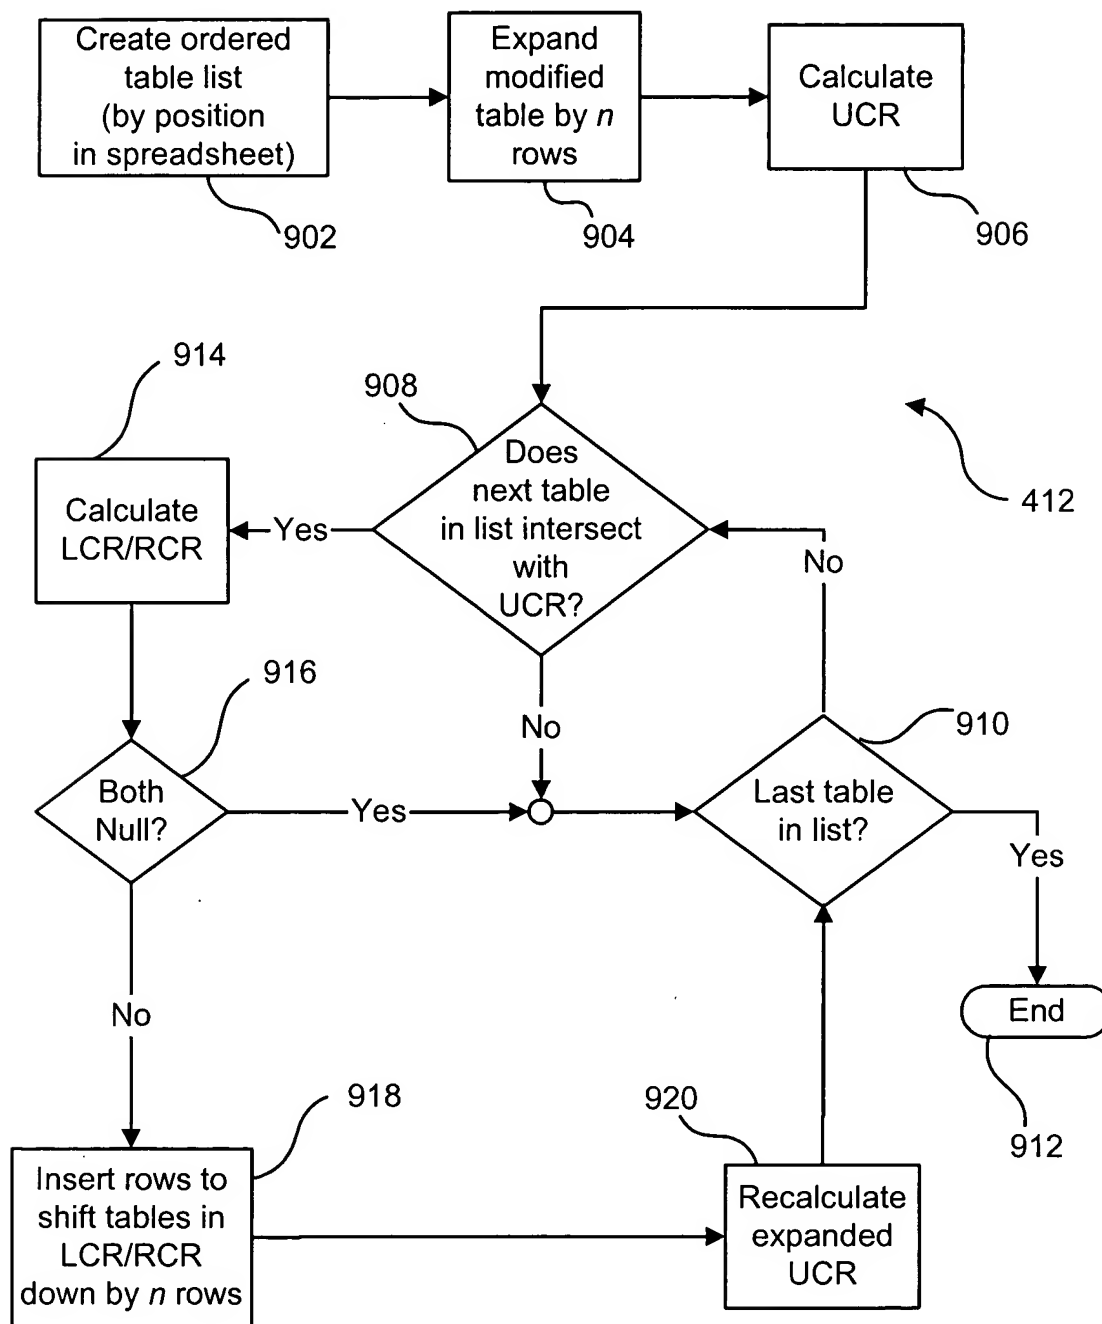 Create ordered
table list
(by position
in spreadsheet)
902
Expand
modified
table by n
rows
904
Calculate
UCR
906
914
Calculate
LCR/RCR
Yes
908
Does
next table
in list intersect
with
UCR?
412
No
No
916
Both
Null?
Yes
910
Last table
in list?
Yes
End
912
No
918
Insert rows to
shift tables in
LCR/RCR
down by n rows
920
Recalculate
expanded
UCR